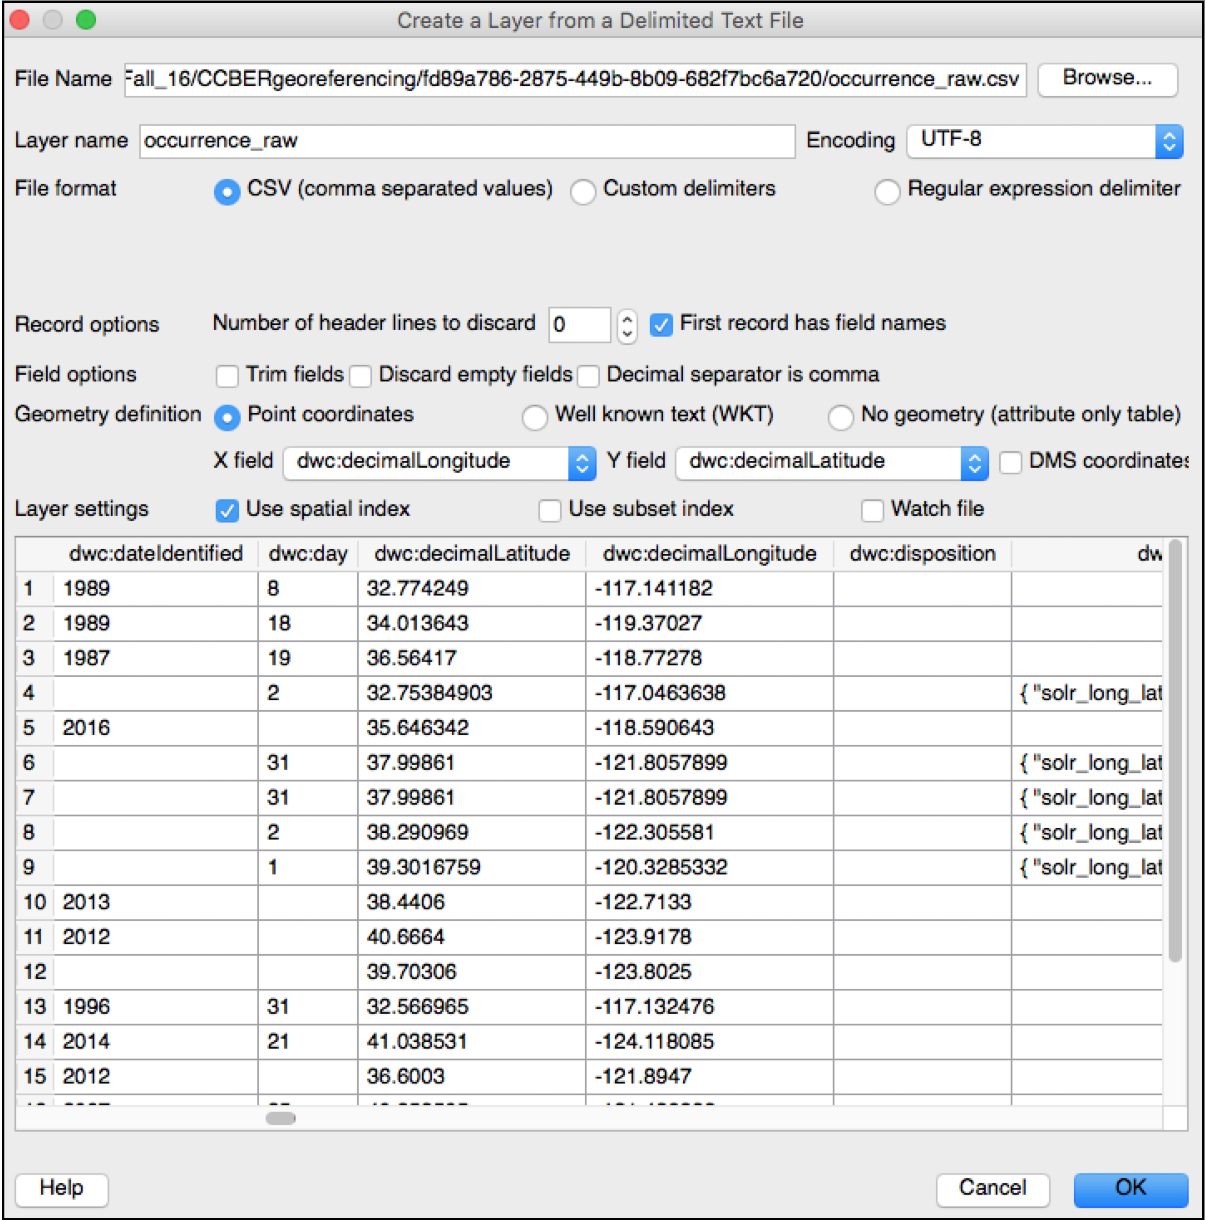 Create a Layer from a Delimited Text File
File Name Fall_16/CCBERgeoreferencing/fd89a786-2875-449b-8b09-682f7bc6a720/occurrence_raw.csv Browse...
Layer name occurrence_raw Encoding UTF-8
File format CSV (comma separated values) Custom delimiters Regular expression delimiter
Record options Number of header lines to discard 0 First record has field names
Field options Trim fields Discard empty fields Decimal separator is comma
Geometry definition Point coordinates Well known text (WKT) No geometry (attribute only table)
X field dwc:decimalLongitude Y field dwc:decimalLatitude DMS coordinates
Layer settings Use spatial index Use subset index Watch file
dwc:dateIdentified dwc:day dwc:decimalLatitude dwc:decimalLongitude dwc:disposition dw
1 1989 8 32.774249 -117.141182
2 1989 18 34.013643 -119.37027
3 1987 19 36.56417 -118.77278
4 2 32.75384903 -117.0463638 { "solr_long_lat
5 2016 35.646342 -118.590643
6 31 37.99861 -121.8057899 { "solr_long_lat
7 31 37.99861 -121.8057899 { "solr_long_lat
8 2 38.290969 -122.305581 { "solr_long_lat
9 1 39.3016759 -120.3285332 { "solr_long_lat
10 2013 38.4406 -122.7133
11 2012 40.6664 -123.9178
12 39.70306 -123.8025
13 1996 31 32.566965 -117.132476
14 2014 21 41.038531 -124.118085
15 2012 36.6003 -121.8947
Help Cancel OK